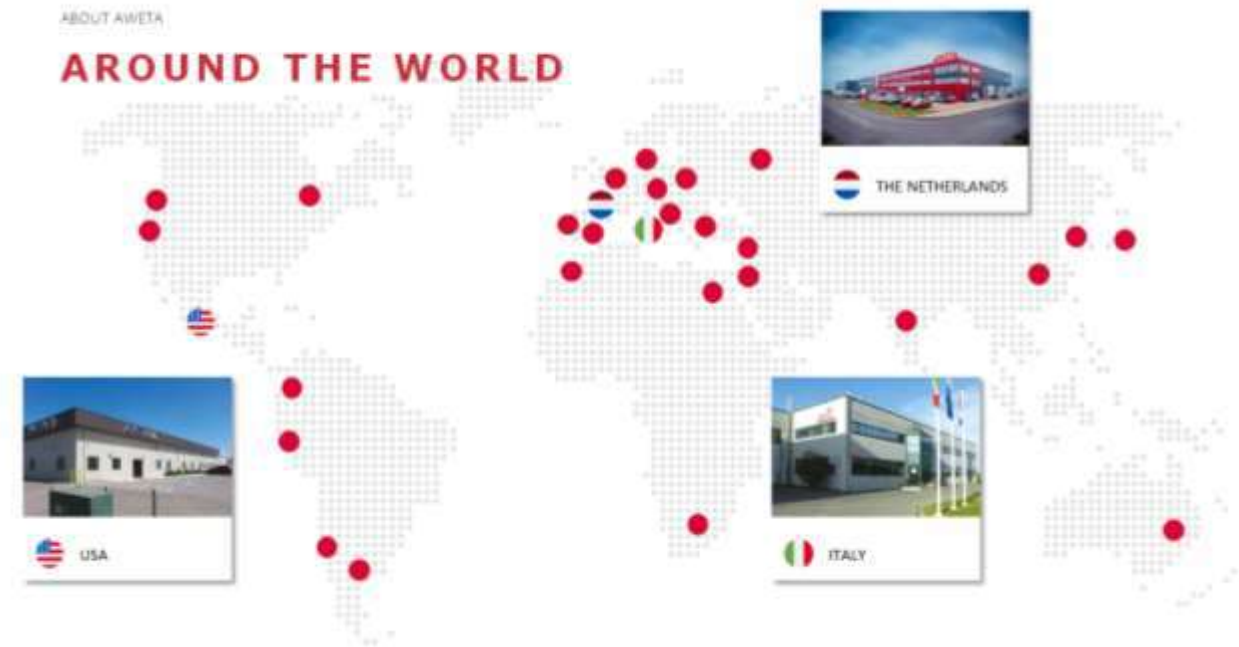 ABOUT AWETA
AROUND THE WORLD
THE NETHERLANDS
USA
ITALY